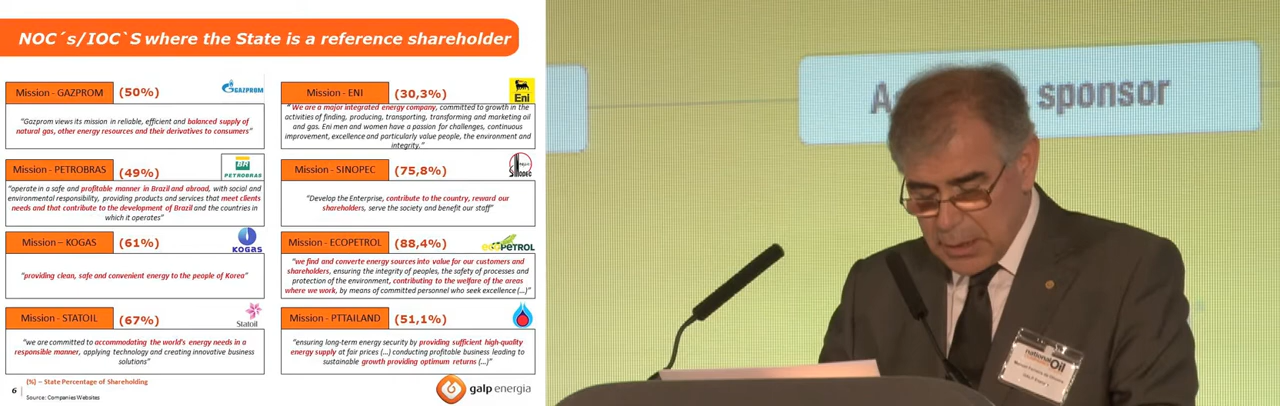 NOC´s/IOC`S where the State is a reference shareholder
Mission - GAZPROM (50%) GAZPROM
"Gazprom views its mission in reliable, efficient and balanced supply of
natural gas, other energy resources and their derivatives to consumers"
Mission - ENI (30,3%) Eni
" We are a major integrated energy company, committed to growth in the
activities of finding, producing, transporting, transforming and marketing oil
and gas. Eni men and women have a passion for challenges, continuous
improvement, excellence and particularly value people, the environment and
integrity."
Mission - PETROBRAS (49%) BR PETROBRAS
"operate in a safe and profitable manner in Brazil and abroad, with social and
environmental responsibility, providing products and services that meet clients
needs and that contribute to the development of Brazil and the countries in
which it operates"
Mission - SINOPEC (75,8%)
"Develop the Enterprise, contribute to the country, reward our
shareholders, serve the society and benefit our staff"
Mission – KOGAS (61%) KOGAS
"providing clean, safe and convenient energy to the people of Korea"
Mission - ECOPETROL (88,4%) ecoPETROL
"we find and converte energy sources into value for our customers and
shareholders, ensuring the integrity of peoples, the safety of processes and
protection of the environment, contributing to the welfare of the areas
where we work, by means of committed personnel who seek excellence (...)"
Mission - STATOIL (67%) Statoil
"we are committed to accommodating the world's energy needs in a
responsible manner, applying technology and creating innovative business
solutions"
Mission - PTTAILAND (51,1%)
"ensuring long-term energy security by providing sufficient high-quality
energy supply at fair prices (...) conducting profitable business leading to
sustainable growth providing optimum returns (...)"
6
(%) – State Percentage of Shareholding
Source: Companies Websites
galp energia
sponsor
national
Oil